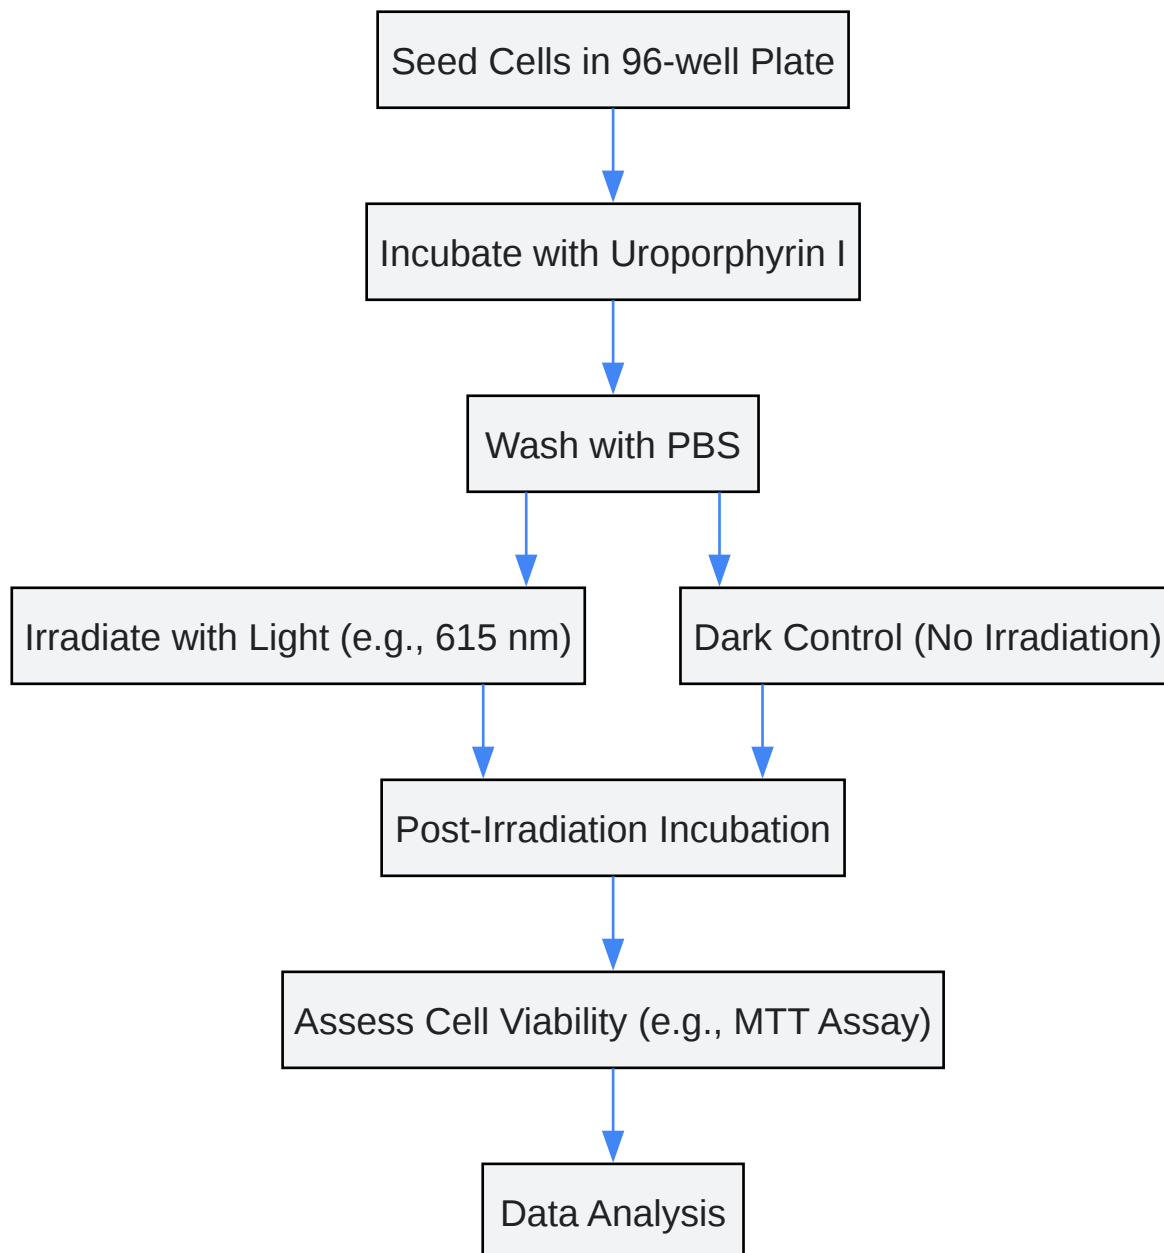 Seed Cells in 96-well Plate
Incubate with Uroporphyrin I
Wash with PBS
Irradiate with Light (e.g., 615 nm)
Dark Control (No Irradiation)
Post-Irradiation Incubation
Assess Cell Viability (e.g., MTT Assay)
Data Analysis